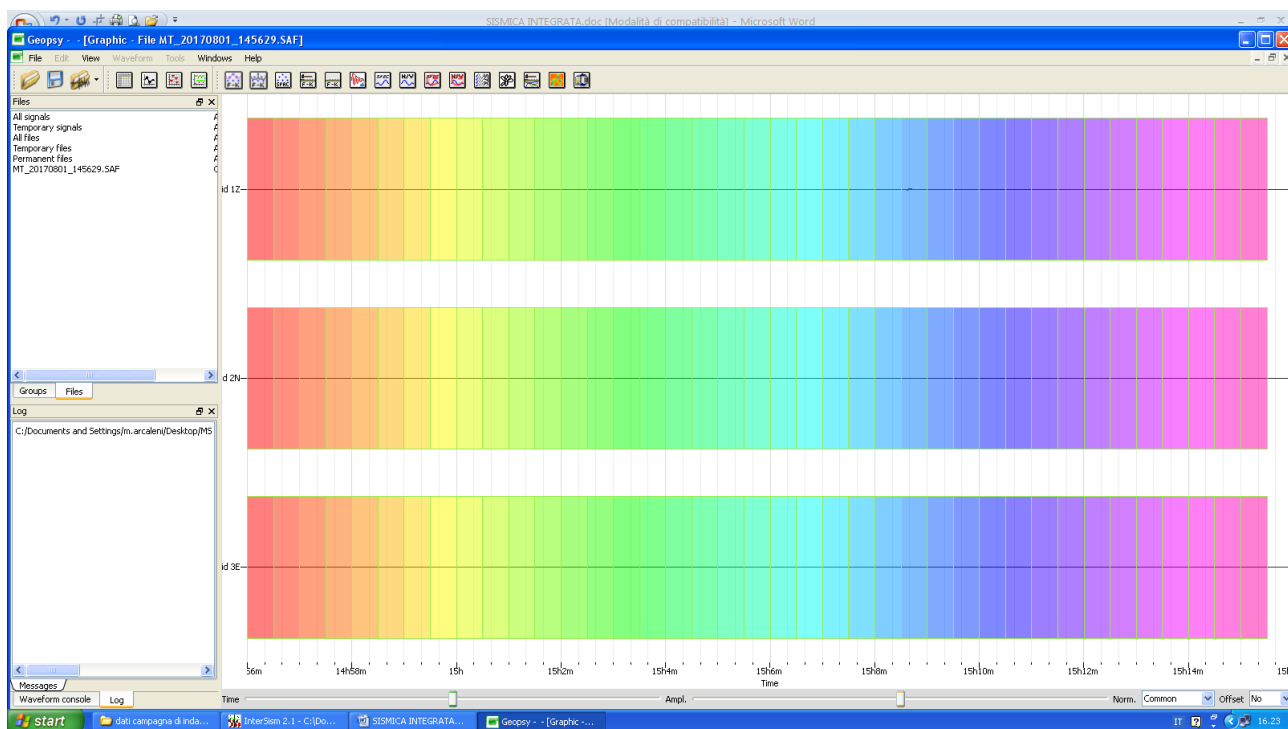 SISMICA INTEGRATA.doc [Modalità di compatibilità] - Microsoft Word
Geopsy - - [Graphic - File MT_20170801_145629.SAF]
File Edit View Waveform Tools Windows Help
F-K F-K SPAC F-K F-K SPEC H/V
Files
All signals
Temporary signals
All files
Temporary files
Permanent files
MT_20170801_145629.SAF
Groups Files
Log
C:/Documents and Settings/m.arcaleni/Desktop/MS
Messages
Waveform console Log
id 1Z
d 2N
id 3E
56m 14h58m 15h 15h2m 15h4m 15h6m 15h8m 15h10m 15h12m 15h14m
Time
Time Ampl. Norm. Common Offset No
start dati campagna di inda... InterSism 2.1 - C:\Do... SISMICA INTEGRATA... Geopsy - - [Graphic -... IT 16.23